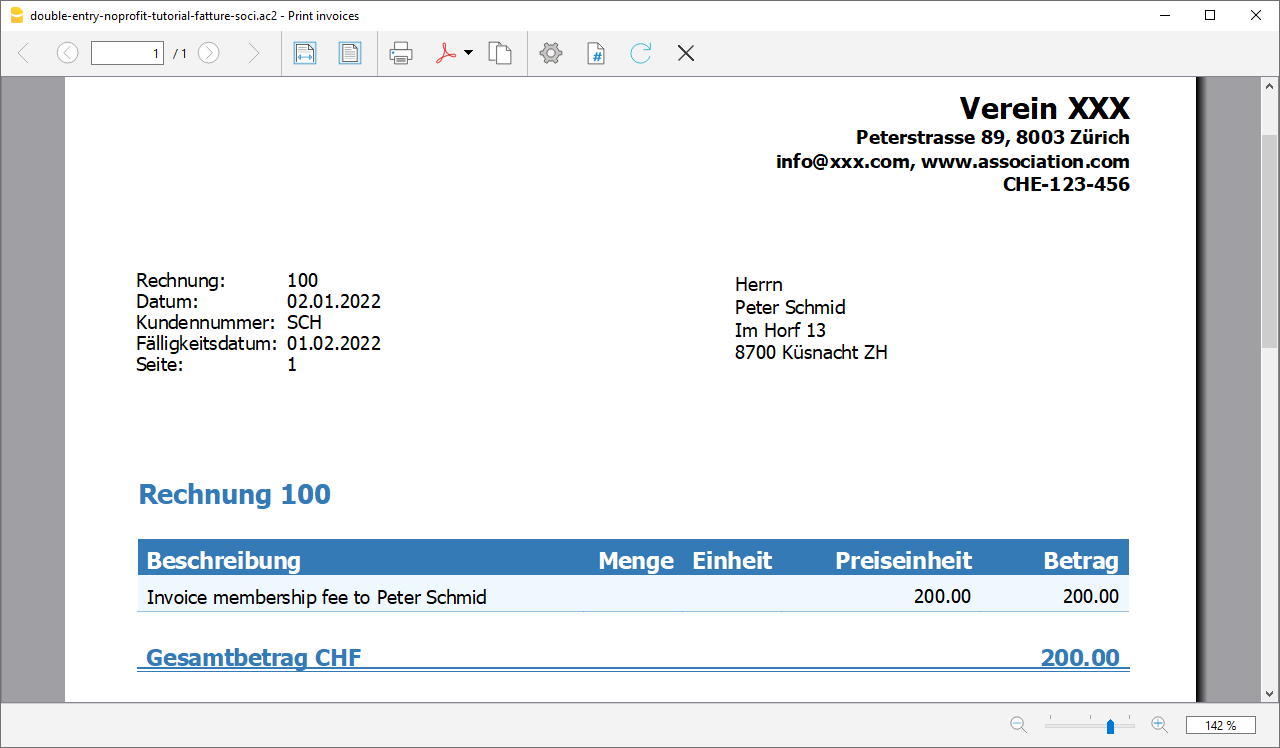 double-entry-noprofit-tutorial-fatture-soci.ac2 - Print invoices
1 / 1
#
Verein XXX
Peterstrasse 89, 8003 Zürich
info@xxx.com, www.association.com
CHE-123-456
Rechnung: 100
Datum: 02.01.2022
Kundennummer: SCH
Fälligkeitsdatum: 01.02.2022
Seite: 1
Herrn
Peter Schmid
Im Horf 13
8700 Küsnacht ZH
Rechnung 100
Beschreibung Menge Einheit Preiseinheit Betrag
Invoice membership fee to Peter Schmid 200.00 200.00
Gesamtbetrag CHF 200.00
142 %